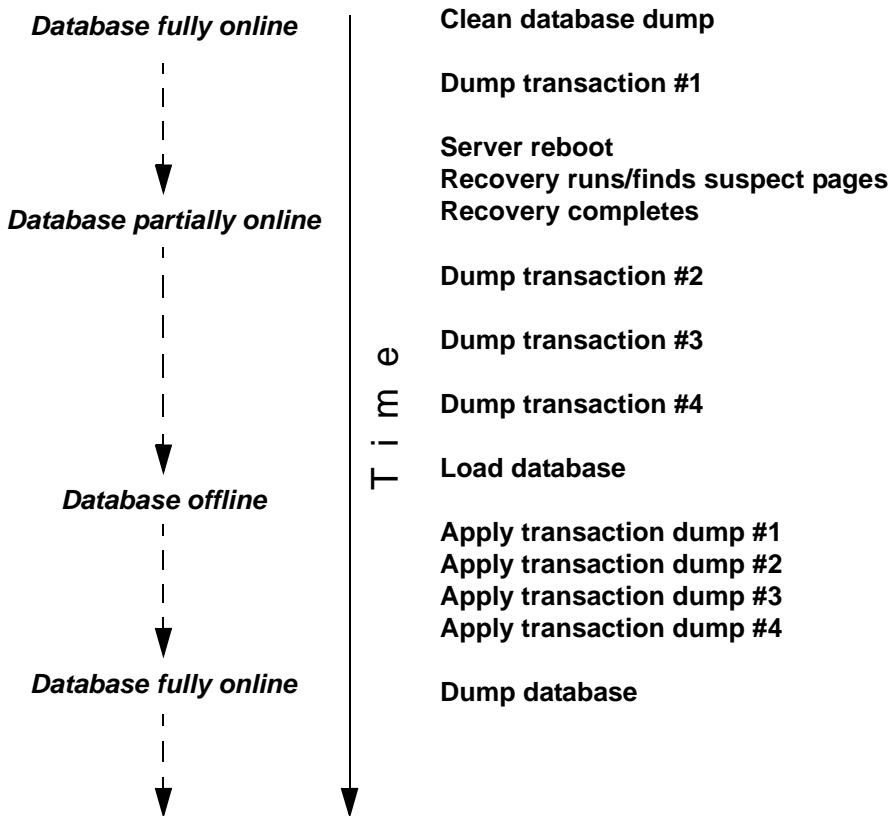 Database fully online
Clean database dump
Dump transaction #1
Server reboot
Recovery runs/finds suspect pages
Database partially online
Recovery completes
Dump transaction #2
Dump transaction #3
Time
Dump transaction #4
Load database
Database offline
Apply transaction dump #1
Apply transaction dump #2
Apply transaction dump #3
Apply transaction dump #4
Database fully online
Dump database